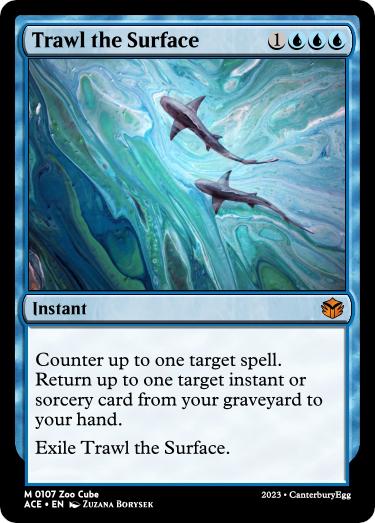 Trawl the Surface 1
Instant
Counter up to one target spell.
Return up to one target instant or
sorcery card from your graveyard to
your hand.
Exile Trawl the Surface.
M 0107 Zoo Cube
ACE • EN Zuzana Borysek
2023 • CanterburyEgg